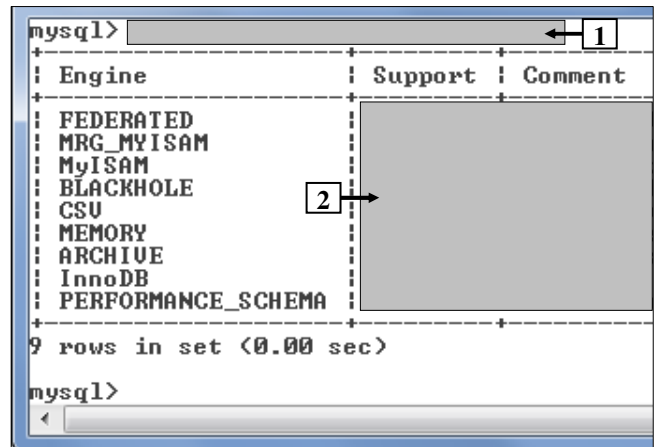 mysql>
1
Engine Support Comment
FEDERATED
MRG_MYISAM
MyISAM
BLACKHOLE
2
CSV
MEMORY
ARCHIVE
InnoDB
PERFORMANCE_SCHEMA
9 rows in set (0.00 sec)
mysql>